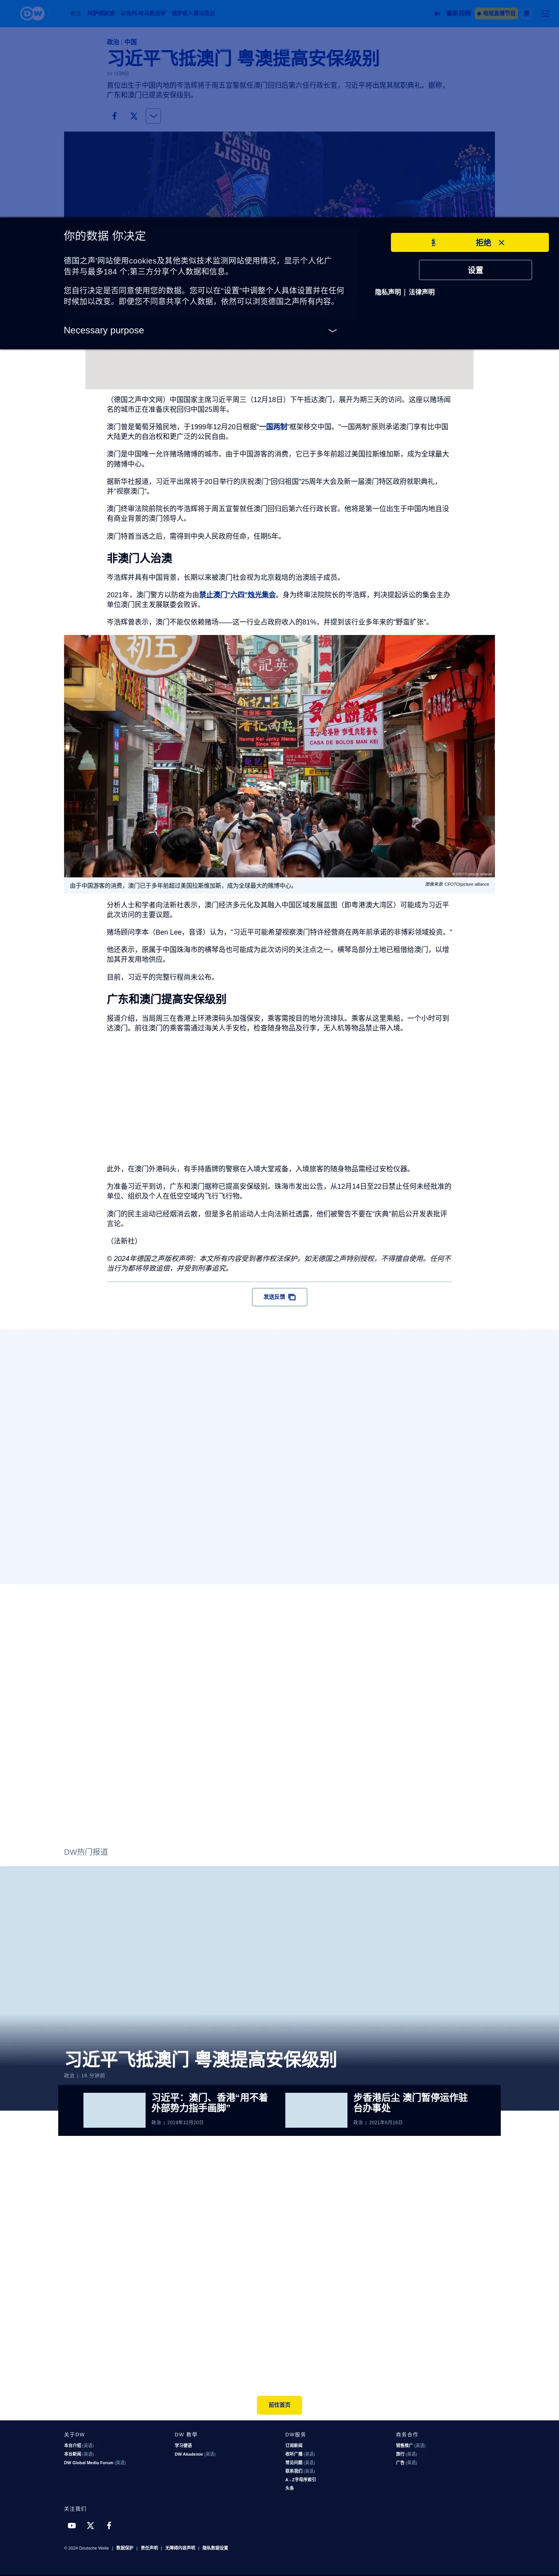 DW
政治 | 中国
习近平飞抵澳门 粤澳提高安保级别
首位出生于中国内地的岑浩辉将于周五宣誓就任澳门回归后第六任行政长官，习近平将出席其就职典礼。据称，
广东和澳门已提高安保级别。
CASINO
LISBOA
你的数据 你决定
拒绝
德国之声'网站使用cookies及其他类似技术监测网站使用情况，显示个人化广
告并与最多184 个;第三方分享个人数据和信息。
设置
您自行决定是否同意使用您的数据。您可以在"设置"中调整个人具体设置并在任何
时候加以改变。即便您不同意共享个人数据，依然可以浏览德国之声所有内容。
隐私声明 | 法律声明
Necessary purpose
（德国之声中文网）中国国家主席习近平周三（12月18日）下午抵达澳门，展开为期三天的访问。这座以赌场闻
名的城市正在准备庆祝回归中国25周年。
澳门曾是葡萄牙殖民地，于1999年12月20日根据"一国两制"框架移交中国。"一国两制"原则承诺澳门享有比中国
大陆更大的自治权和更广泛的公民自由。
澳门是中国唯一允许赌场赌博的城市。由于中国游客的消费，它已于多年前超过美国拉斯维加斯，成为全球最大
的赌博中心。
据新华社报道，习近平出席将于20日举行的庆祝澳门"回归祖国"25周年大会及新一届澳门特区政府就职典礼，
并"视察澳门"。
澳门终审法院前院长的岑浩辉将于周五宣誓就任澳门回归后第六任行政长官。他将是第一位出生于中国内地且没
有商业背景的澳门领导人。
澳门特首当选之后，需得到中央人民政府任命，任期5年。
非澳门人治澳
岑浩辉并具有中国背景，长期以来被澳门社会视为北京栽培的治澳班子成员。
2021年，澳门警方以防疫为由禁止澳门"六四"烛光集会。身为终审法院院长的岑浩辉，判决提起诉讼的集会主办
单位澳门民主发展联委会败诉。
岑浩辉曾表示，澳门不能仅依赖赌场——这一行业占政府收入的81%，并提到该行业多年来的"野蛮扩张"。
初五
記英
香記肉乾
Heung Kei Jerky Meats
Since 1969
CASA DE BOLOS MAN KEI
由于中国游客的消费，澳门已于多年前超过美国拉斯维加斯，成为全球最大的赌博中心。
图像来源: CFOTO/picture alliance
分析人士和学者向法新社表示，澳门经济多元化及其融入中国区域发展蓝图（即粤港澳大湾区）可能成为习近平
此次访问的主要议题。
赌场顾问李本（Ben Lee，音译）认为，"习近平可能希望视察澳门特许经营商在两年前承诺的非博彩领域投资。"
他还表示，原属于中国珠海市的横琴岛也可能成为此次访问的关注点之一。横琴岛部分土地已租借给澳门，以增
加其开发用地供应。
目前，习近平的完整行程尚未公布。
广东和澳门提高安保级别
报道介绍，当局周三在香港上环港澳码头加强保安，乘客需按目的地分流排队。乘客从这里乘船，一个小时可到
达澳门。前往澳门的乘客需通过海关人手安检，检查随身物品及行李，无人机等物品禁止带入境。
此外，在澳门外港码头，有手持盾牌的警察在入境大堂戒备，入境旅客的随身物品需经过安检仪器。
为准备习近平到访，广东和澳门据称已提高安保级别。珠海市发出公告，从12月14日至22日禁止任何未经批准的
单位、组织及个人在低空空域内飞行飞行物。
澳门的民主运动已经烟消云散，但是多名前运动人士向法新社透露，他们被警告不要在"庆典"前后公开发表批评
言论。
（法新社）
© 2024年德国之声版权声明：本文所有内容受到著作权法保护，如无德国之声特别授权，不得擅自使用。任何不
当行为都将导致追偿，并受到刑事追究。
发送反馈
DW热门报道
习近平飞抵澳门 粤澳提高安保级别
政治 | 16 分钟前
习近平：澳门、香港"用不着
外部势力指手画脚"
政治 | 2019年12月20日
步香港后尘 澳门暂停运作驻
台办事处
政治 | 2021年6月16日
前往首页
关于DW
本台介绍 (英语)
本台新闻 (英语)
DW Global Media Forum (英语)
DW 教学
学习德语
DW Akademie (英语)
DW服务
订阅新闻
收听广播 (英语)
常见问题 (英语)
联系我们 (英语)
A - Z字母序索引
头条
商务合作
销售推广 (英语)
旅行 (英语)
广告 (英语)
关注我们
© 2024 Deutsche Welle | 数据保护 | 责任声明 | 无障碍内容声明 | 隐私数据设置